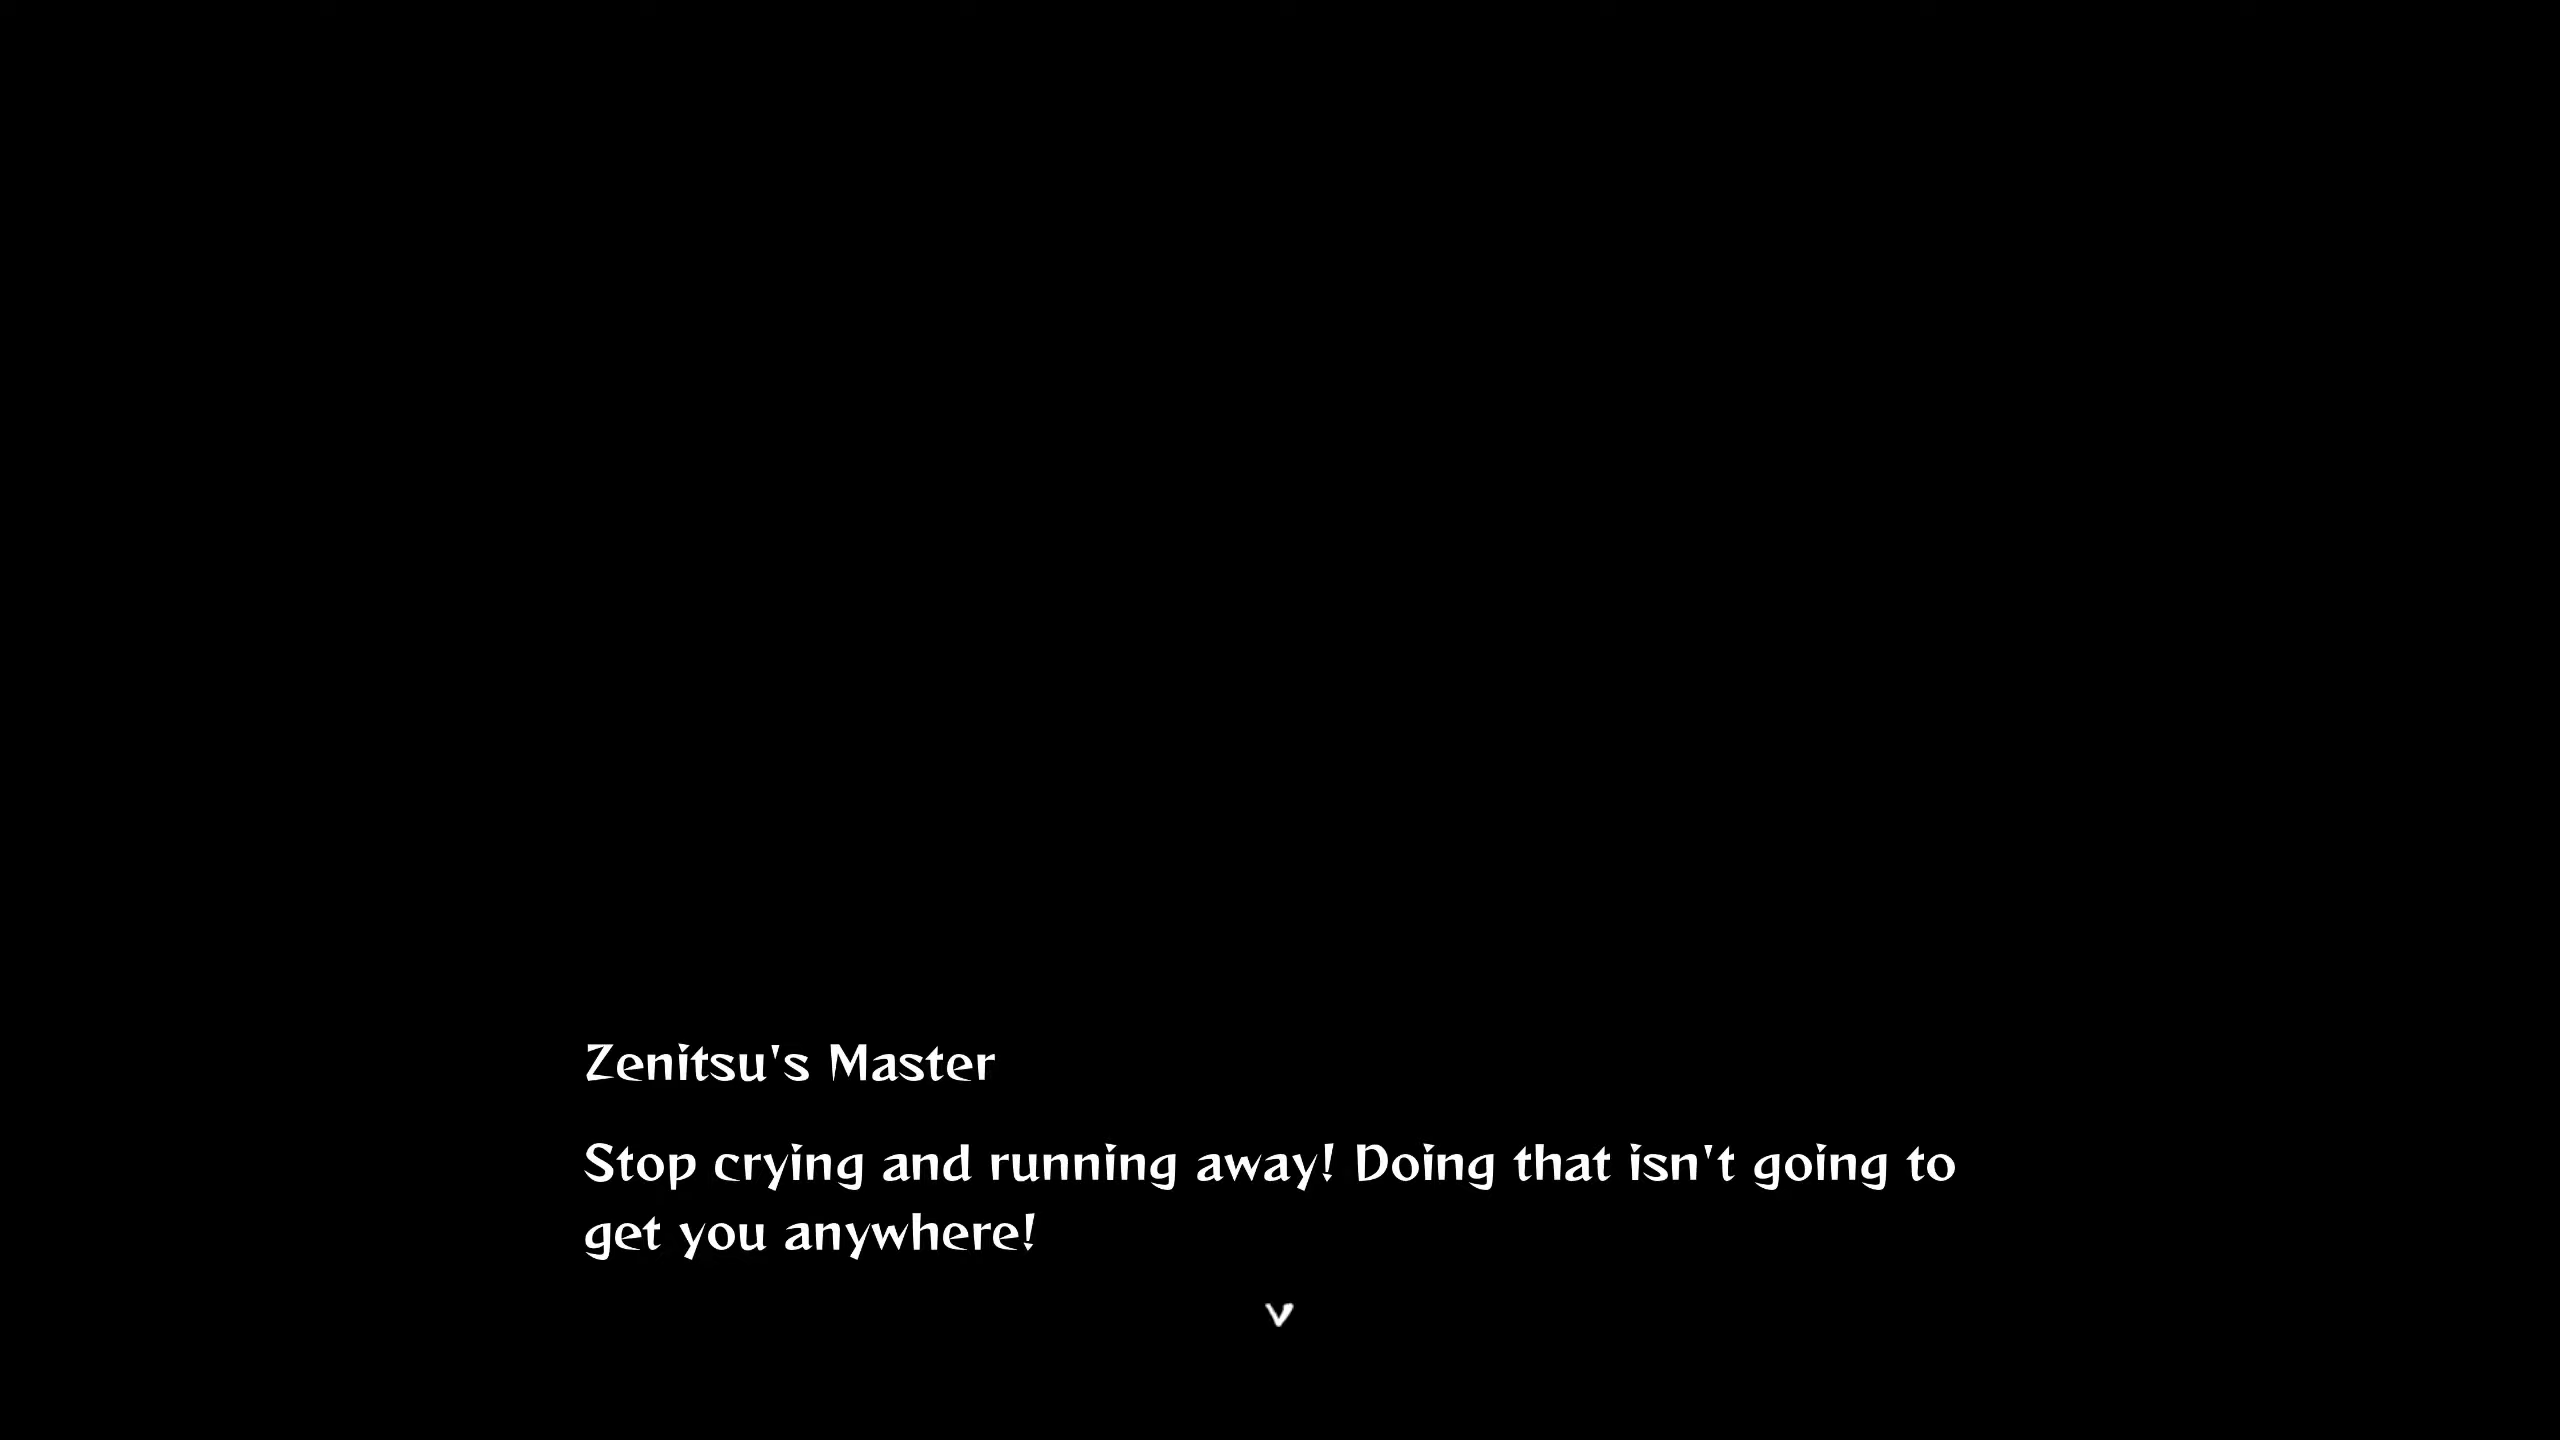 Zenitsu's Master
Stop crying and running away! Doing that isn't going to
get you anywhere!